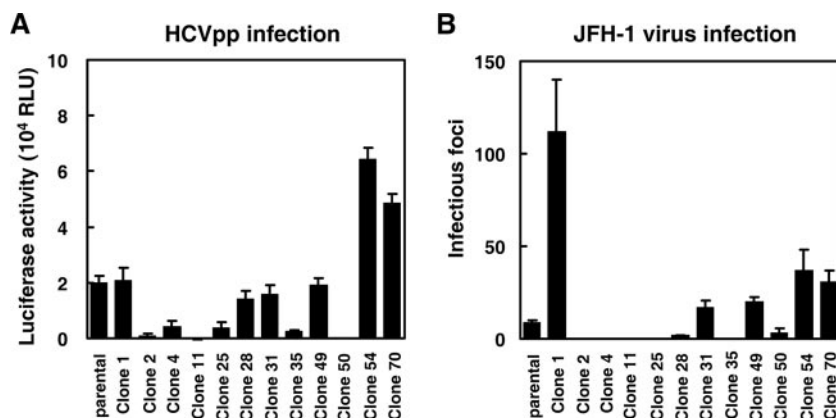 A
HCVpp infection
Luciferase activity (10⁴ RLU)
10
8
6
4
2
0
parental
Clone 1
Clone 2
Clone 4
Clone 11
Clone 25
Clone 28
Clone 31
Clone 35
Clone 49
Clone 50
Clone 54
Clone 70
B
JFH-1 virus infection
Infectious foci
150
100
50
0
parental
Clone 1
Clone 2
Clone 4
Clone 11
Clone 25
Clone 28
Clone 31
Clone 35
Clone 49
Clone 50
Clone 54
Clone 70